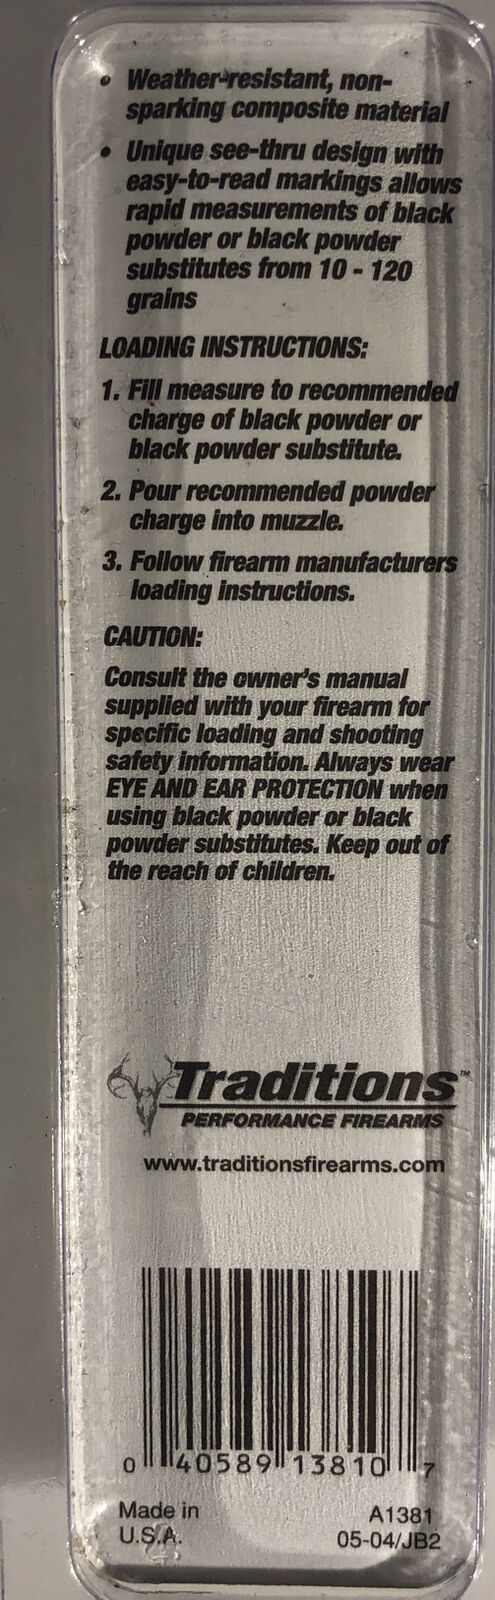 • Weather-resistant, non-
sparking composite material
• Unique see-thru design with
easy-to-read markings allows
rapid measurements of black
powder or black powder
substitutes from 10 - 120
grains
LOADING INSTRUCTIONS:
1. Fill measure to recommended
charge of black powder or
black powder substitute.
2. Pour recommended powder
charge into muzzle.
3. Follow firearm manufacturers
loading instructions.
CAUTION:
Consult the owner's manual
supplied with your firearm for
specific loading and shooting
safety information. Always wear
EYE AND EAR PROTECTION when
using black powder or black
powder substitutes. Keep out of
the reach of children.
Traditions™
PERFORMANCE FIREARMS
www.traditionsfirearms.com
0 40589 13810 7
Made in A1381
U.S.A. 05-04/JB2